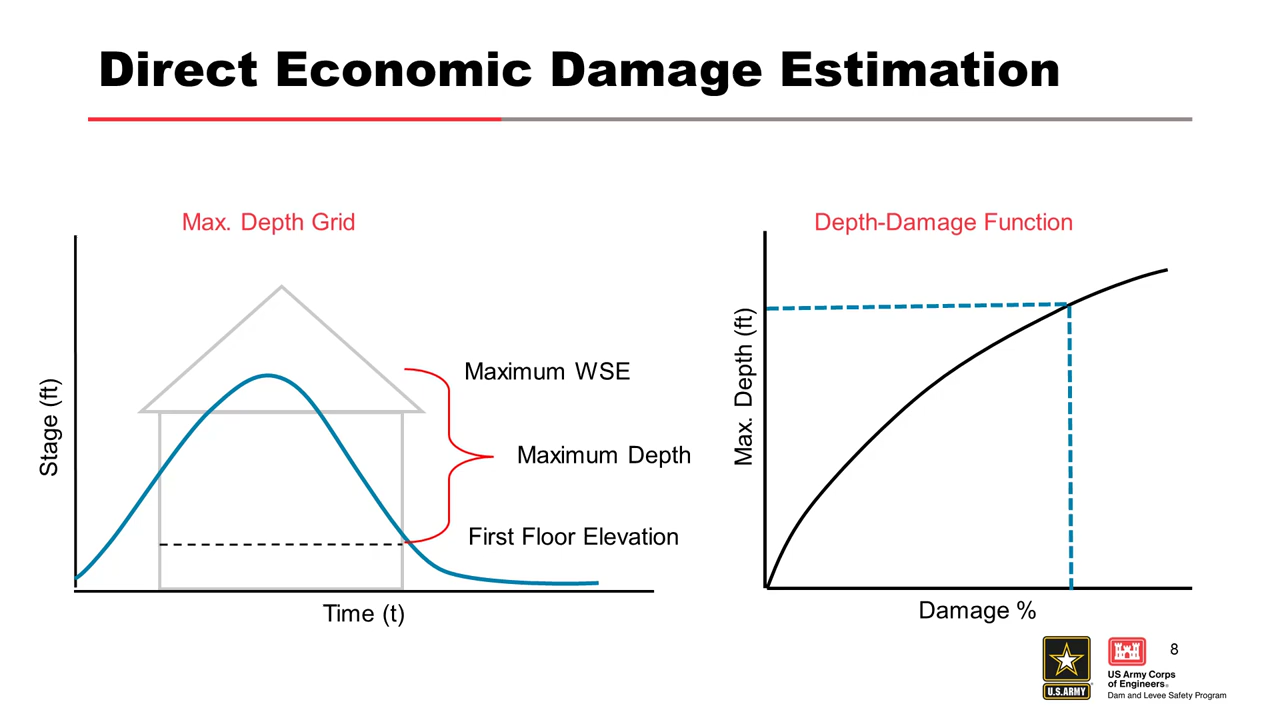 Direct Economic Damage Estimation
Max. Depth Grid
Stage (ft)
Maximum WSE
Maximum Depth
First Floor Elevation
Time (t)
Depth-Damage Function
Max. Depth (ft)
Damage %
8
U.S.ARMY
US Army Corps
of Engineers®
Dam and Levee Safety Program